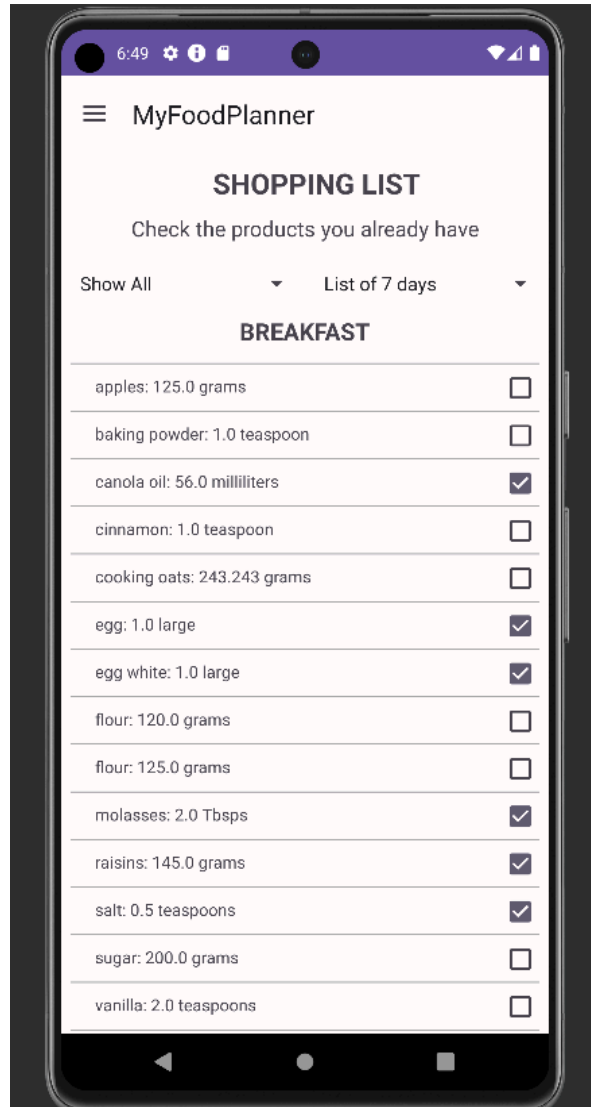 6:49
MyFoodPlanner
SHOPPING LIST
Check the products you already have
Show All List of 7 days
BREAKFAST
apples: 125.0 grams
baking powder: 1.0 teaspoon
canola oil: 56.0 milliliters
cinnamon: 1.0 teaspoon
cooking oats: 243.243 grams
egg: 1.0 large
egg white: 1.0 large
flour: 120.0 grams
flour: 125.0 grams
molasses: 2.0 Tbsps
raisins: 145.0 grams
salt: 0.5 teaspoons
sugar: 200.0 grams
vanilla: 2.0 teaspoons